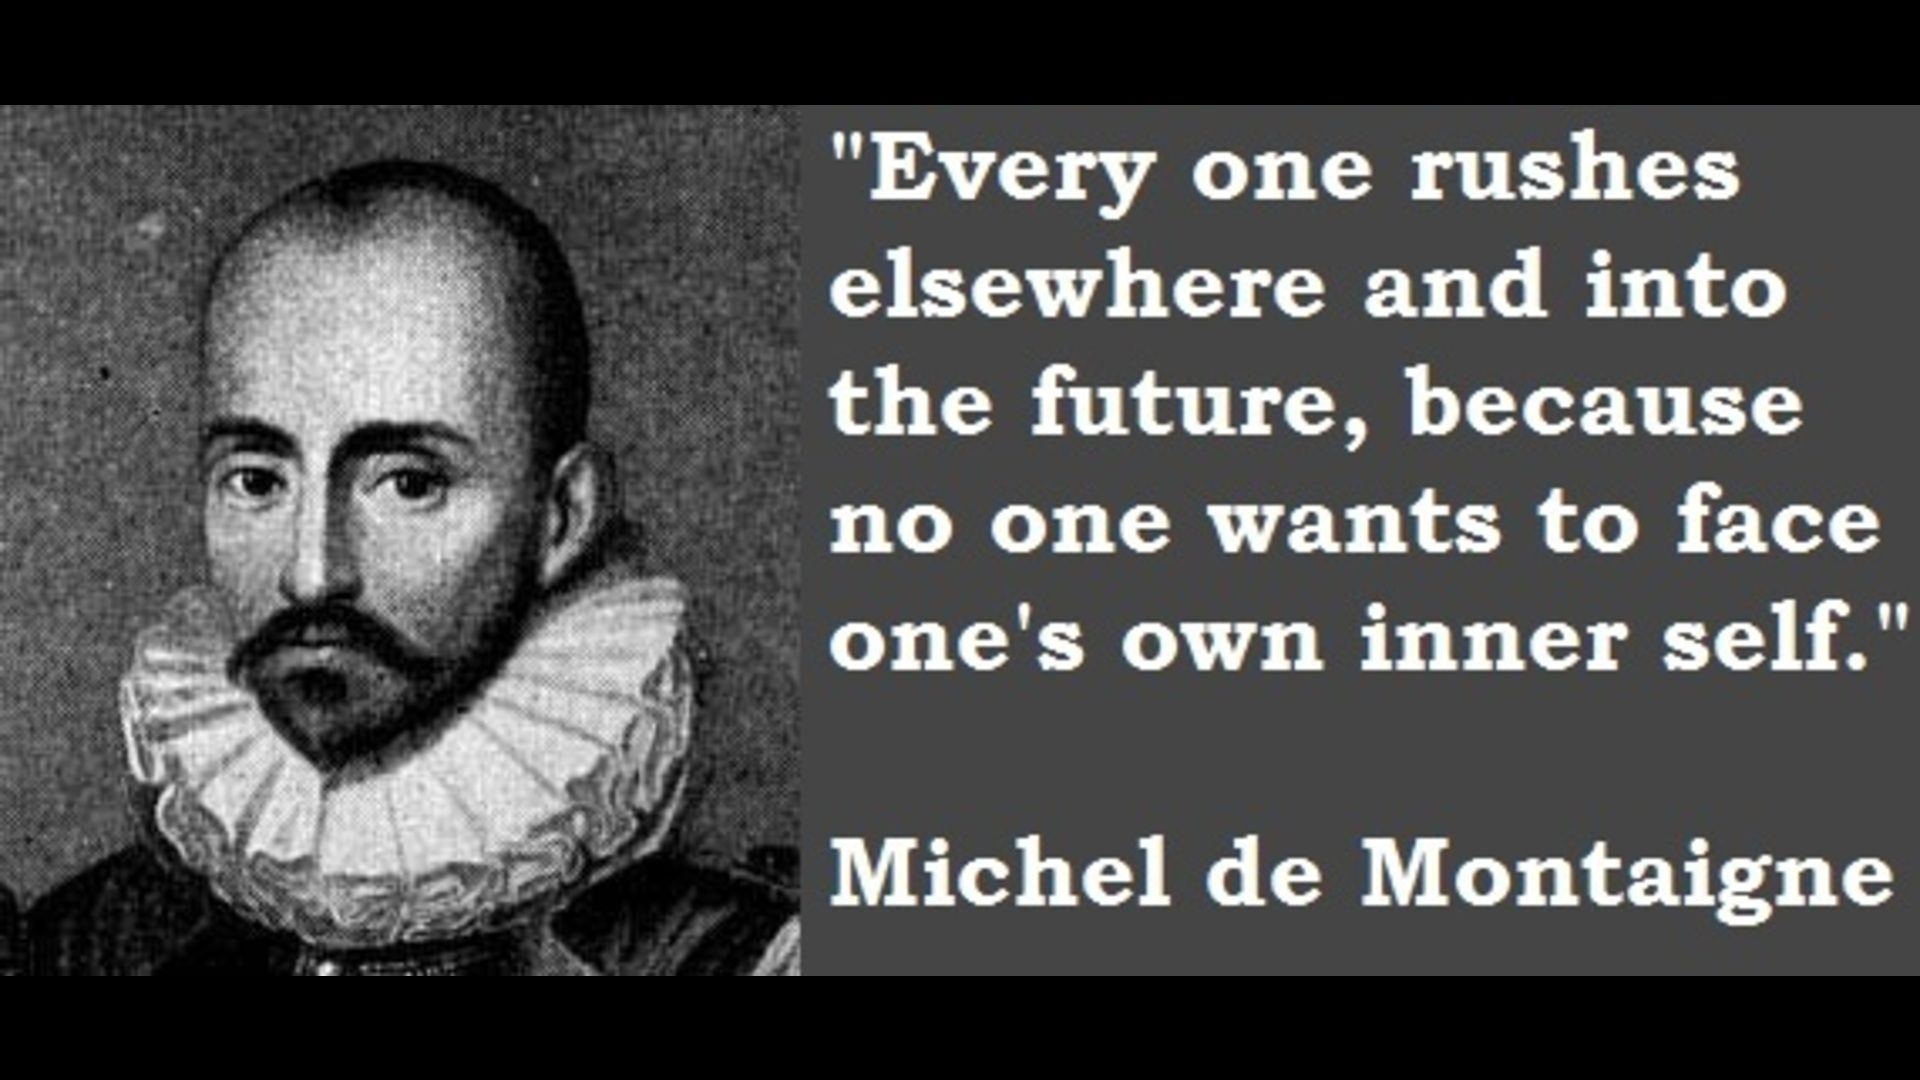 "Every one rushes
elsewhere and into
the future, because
no one wants to face
one's own inner self."
Michel de Montaigne